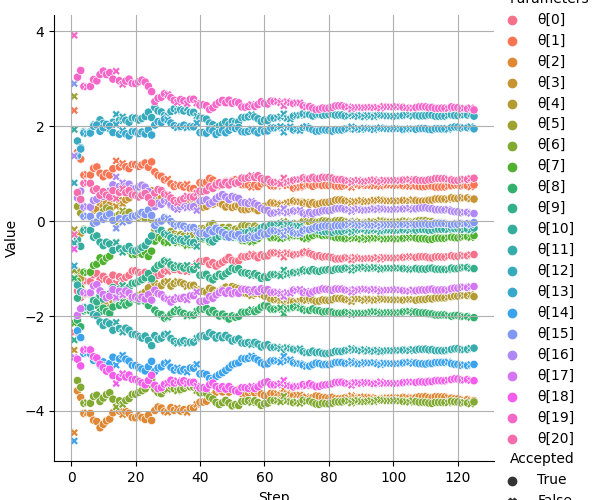 Parameters
4
2
0
−2
−4
Value
0
20
40
60
80
100
120
Step
θ[0]
θ[1]
θ[2]
θ[3]
θ[4]
θ[5]
θ[6]
θ[7]
θ[8]
θ[9]
θ[10]
θ[11]
θ[12]
θ[13]
θ[14]
θ[15]
θ[16]
θ[17]
θ[18]
θ[19]
θ[20]
Accepted
True
False